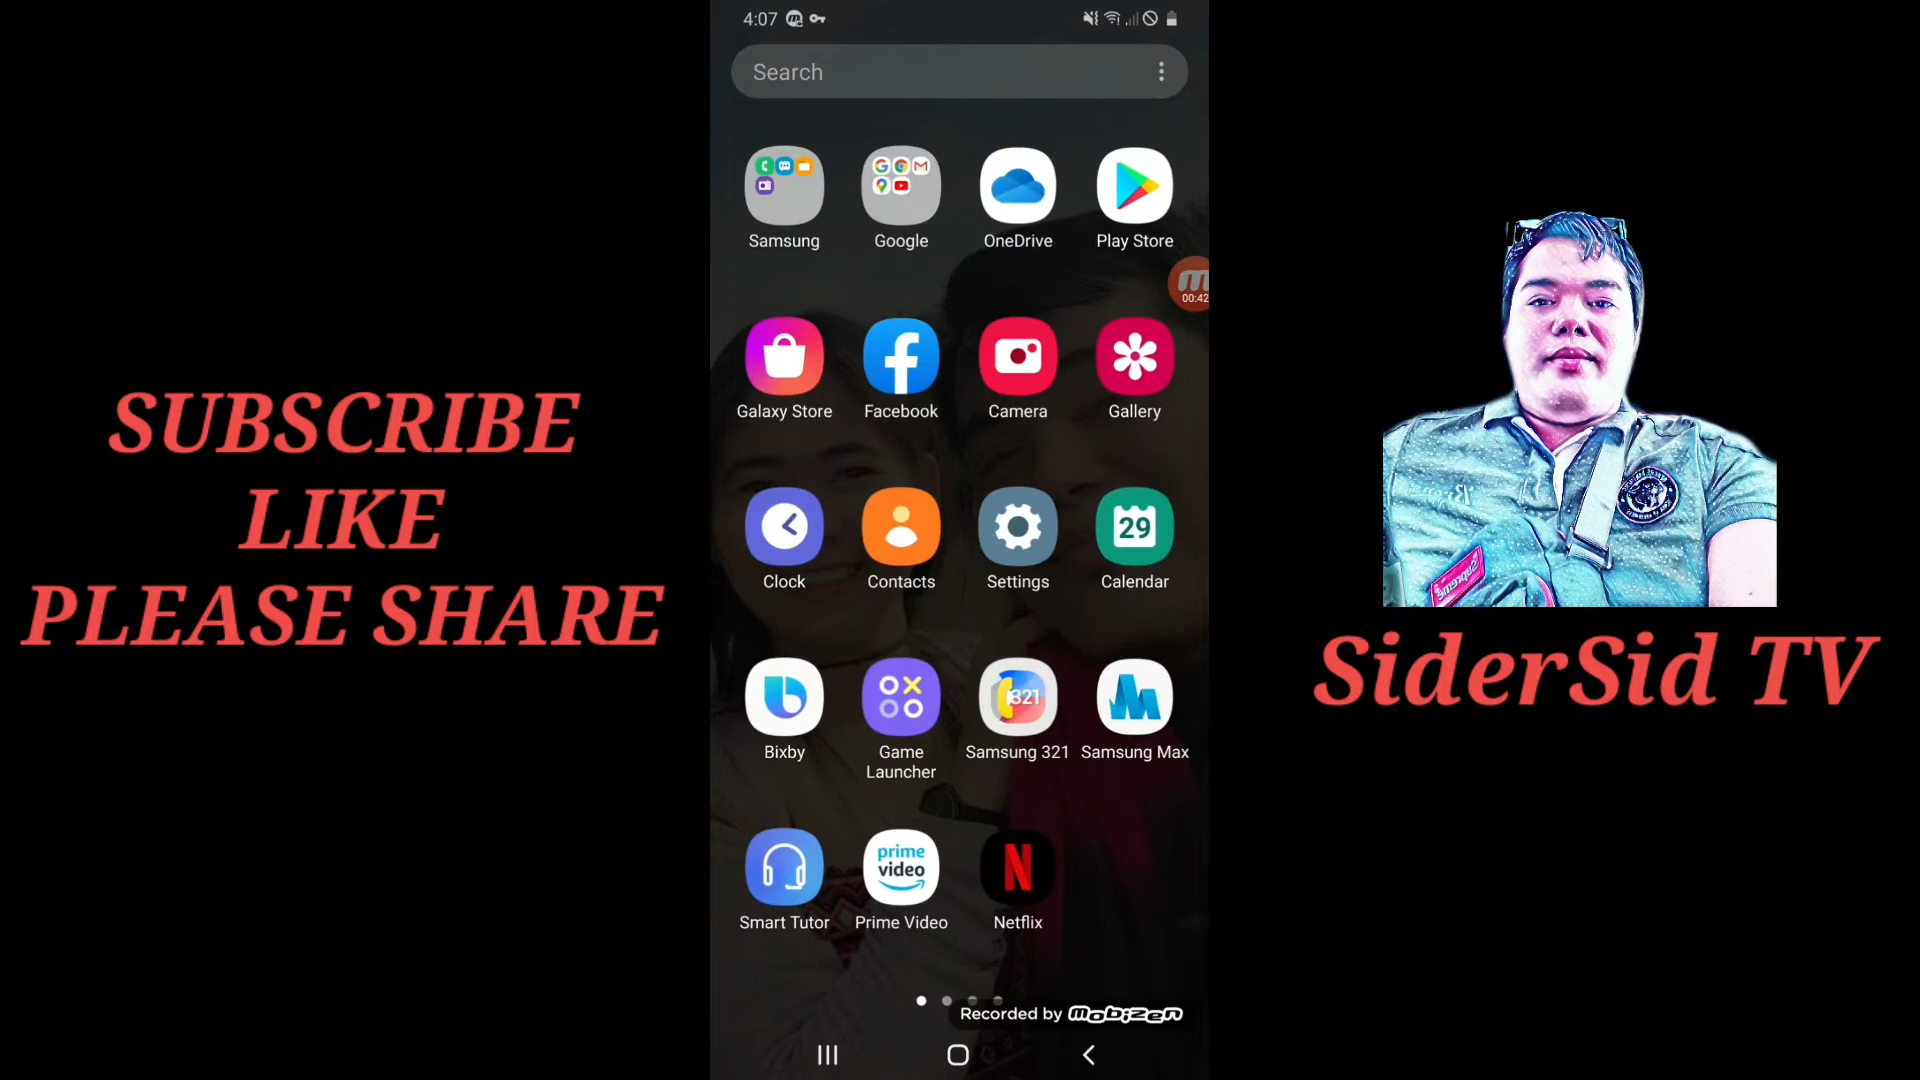 4:07
Search
Samsung Google OneDrive Play Store
00:42
Galaxy Store Facebook Camera Gallery
29
Clock Contacts Settings Calendar
321
Bixby Game Launcher Samsung 321 Samsung Max
prime video
Smart Tutor Prime Video Netflix
Recorded by Mobizen
SUBSCRIBE
LIKE
PLEASE SHARE
Supreme
SiderSid TV